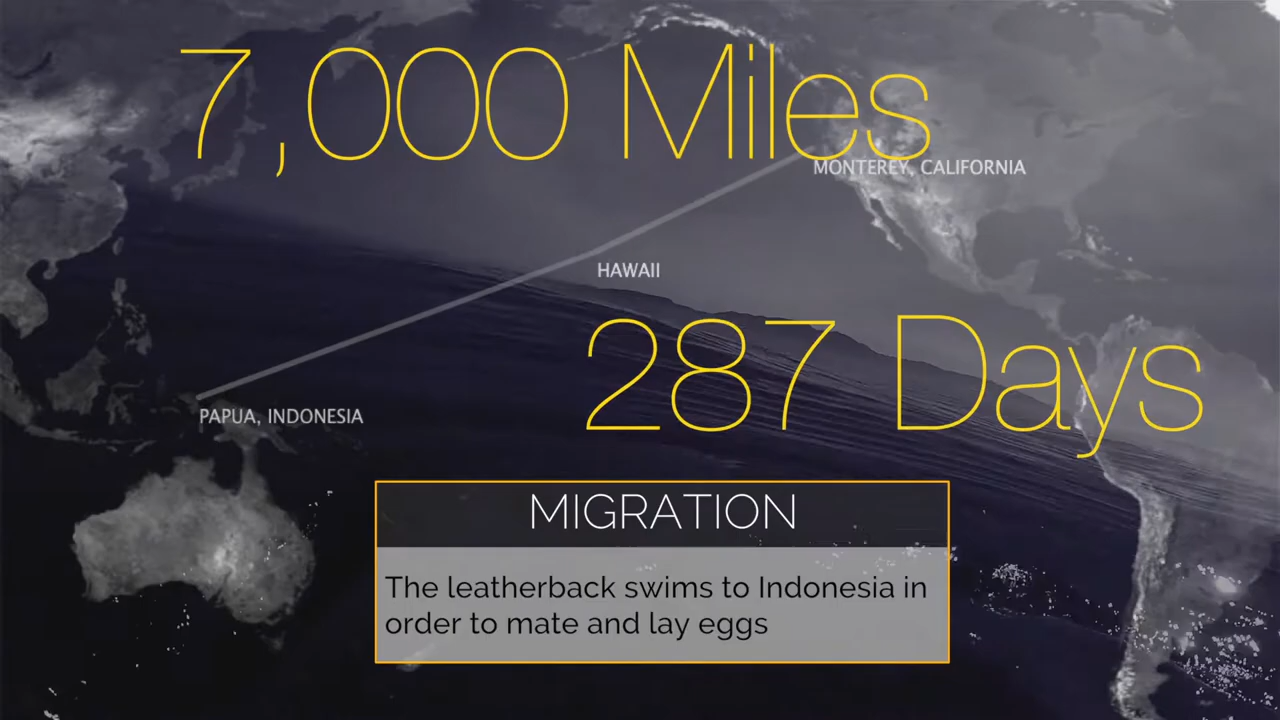 7,000 Miles
MONTEREY, CALIFORNIA
HAWAII
287 Days
PAPUA, INDONESIA
MIGRATION
The leatherback swims to Indonesia in
order to mate and lay eggs